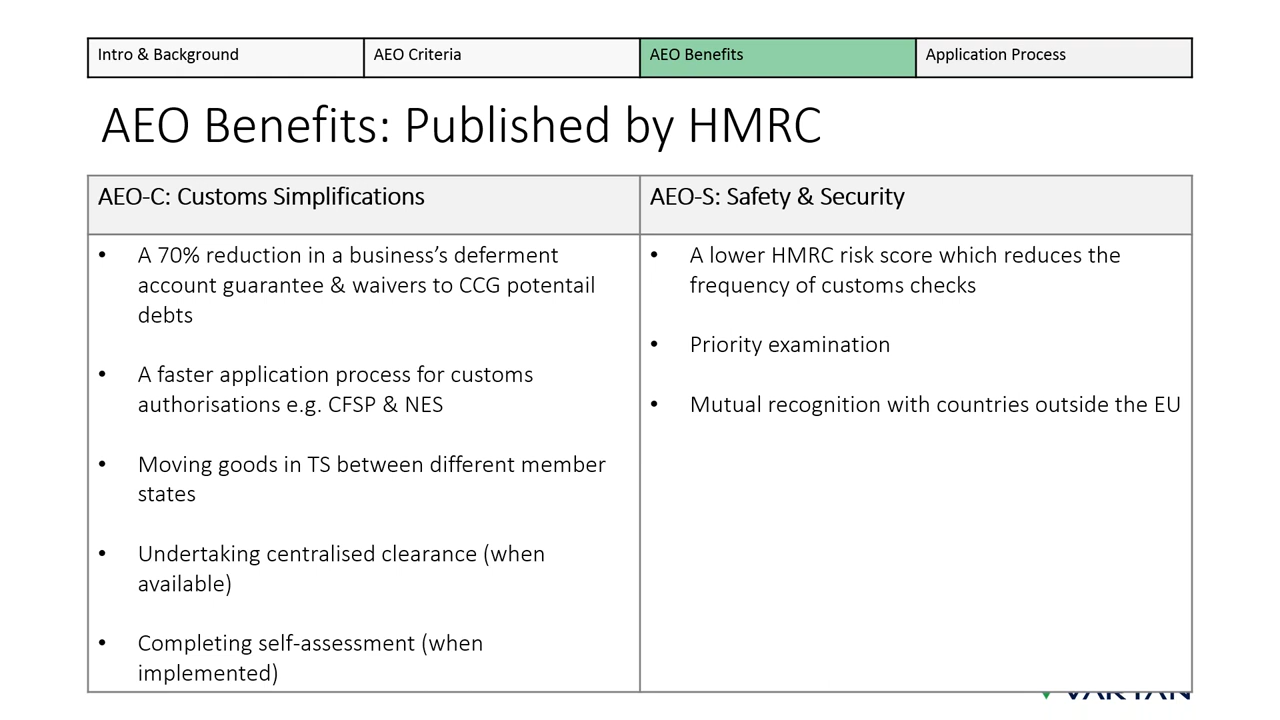 Intro & Background
AEO Criteria
AEO Benefits
Application Process
AEO Benefits: Published by HMRC
AEO-C: Customs Simplifications
AEO-S: Safety & Security
• A 70% reduction in a business’s deferment
account guarantee & waivers to CCG potentail
debts
• A faster application process for customs
authorisations e.g. CFSP & NES
• Moving goods in TS between different member
states
• Undertaking centralised clearance (when
available)
• Completing self-assessment (when
implemented)
• A lower HMRC risk score which reduces the
frequency of customs checks
• Priority examination
• Mutual recognition with countries outside the EU